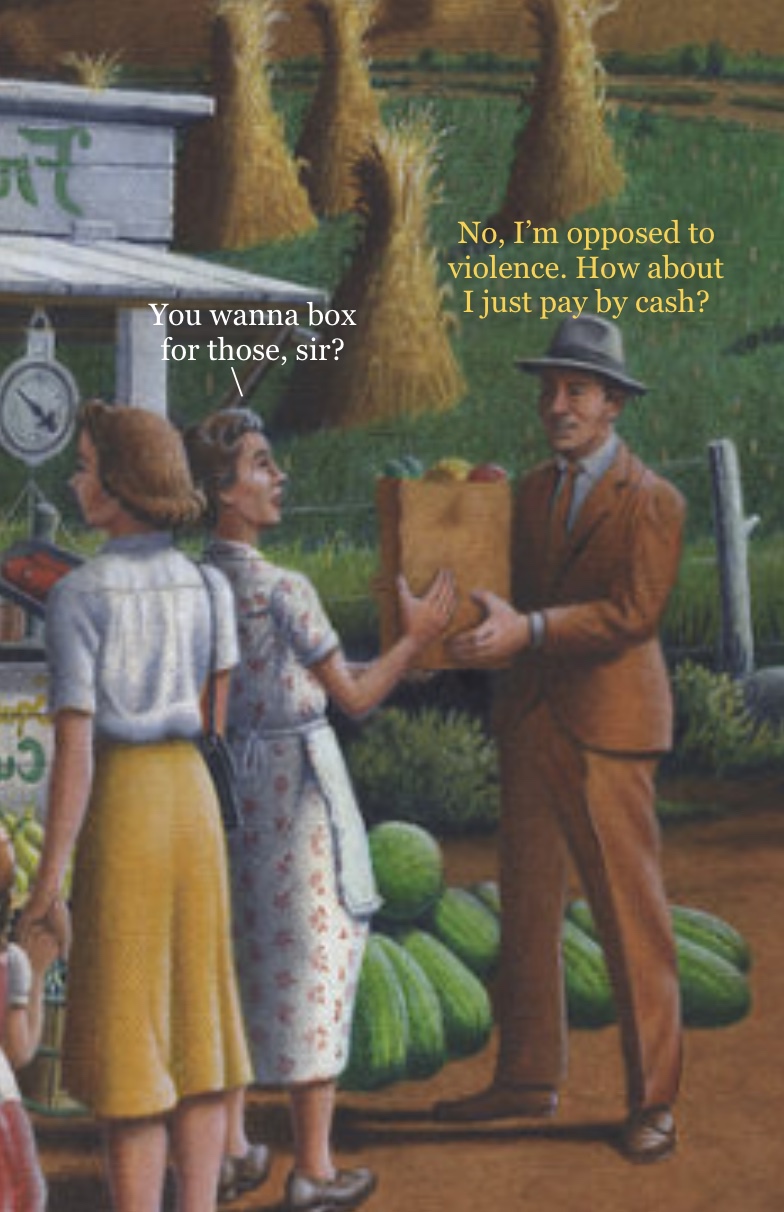 You wanna box
for those, sir?
No, I’m opposed to
violence. How about
I just pay by cash?